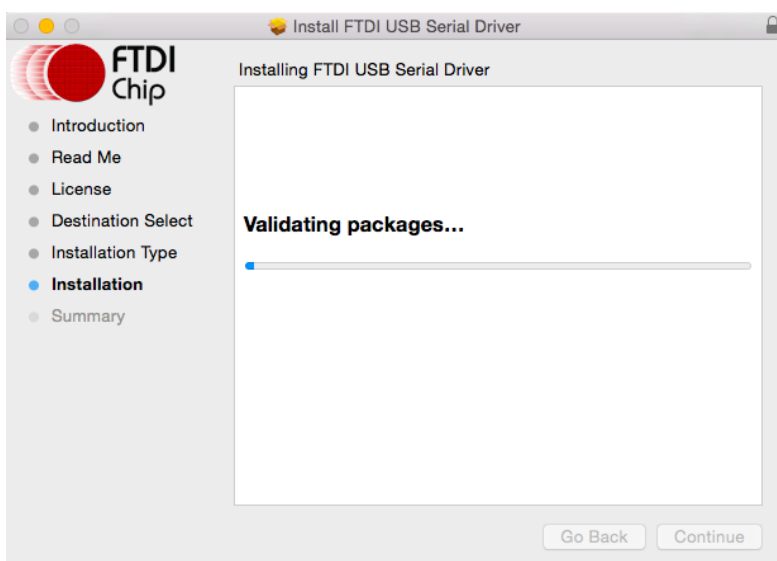 Install FTDI USB Serial Driver
FTDI
Chip
Installing FTDI USB Serial Driver
Introduction
Read Me
License
Destination Select
Installation Type
Installation
Summary
Validating packages...
Go Back
Continue